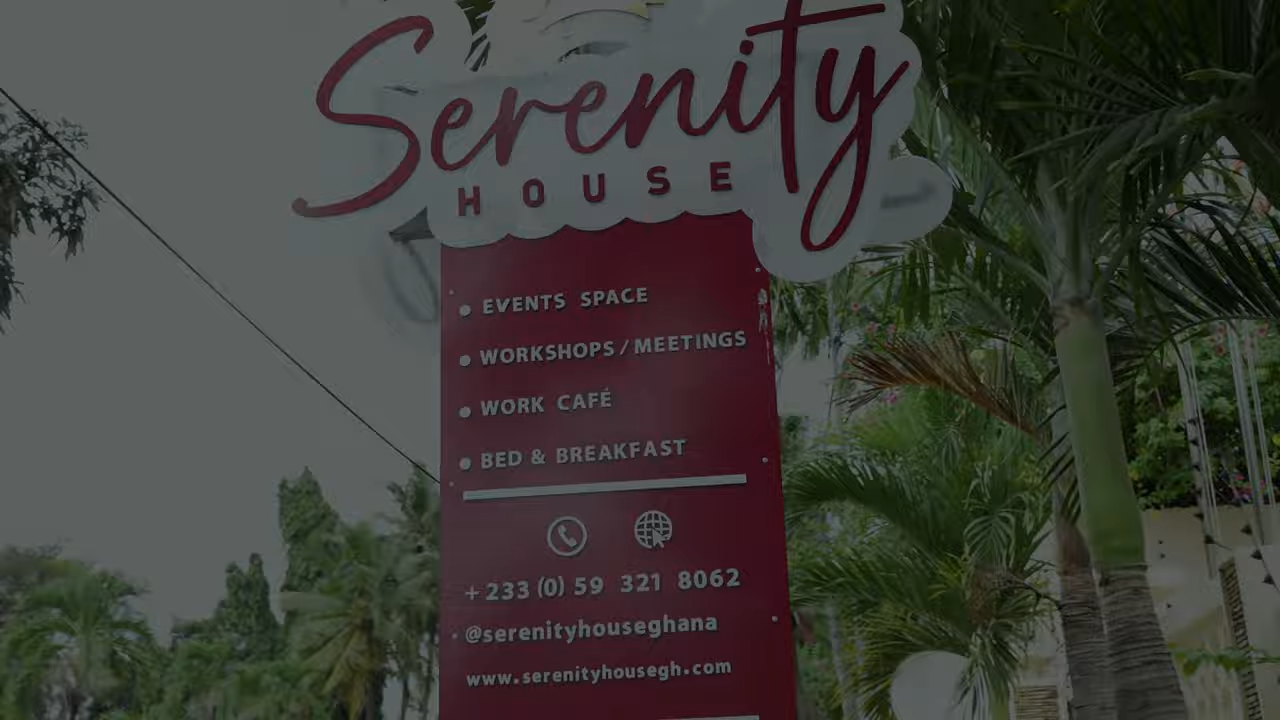 Serenity
HOUSE
• EVENTS SPACE
• WORKSHOPS/MEETINGS
• WORK CAFÉ
• BED & BREAKFAST
+233 (0) 59 321 8062
@serenityhouseghana
www.serenityhousegh.com